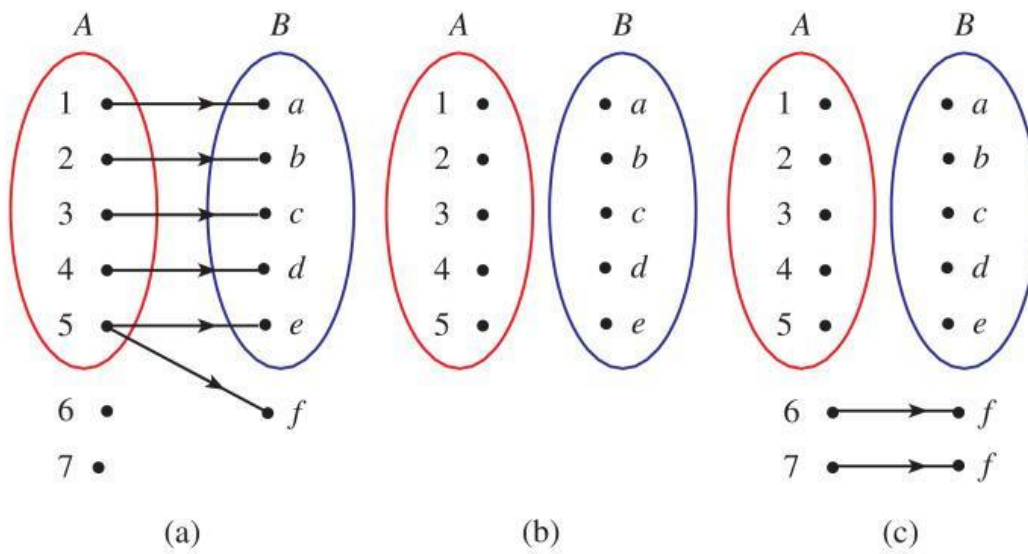 A B A B A B
1 a 1 a 1 a
2 b 2 b 2 b
3 c 3 c 3 c
4 d 4 d 4 d
5 e 5 e 5 e
6 f 6 f
7 7 f
(a) (b) (c)